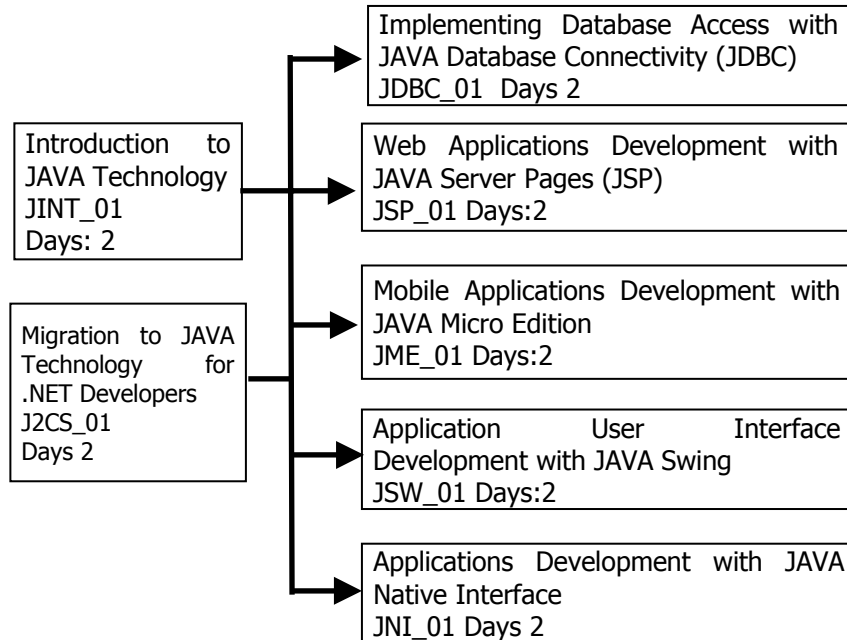 Introduction to
JAVA Technology
JINT_01
Days: 2
Migration to JAVA
Technology for
.NET Developers
J2CS_01
Days 2
Implementing Database Access with
JAVA Database Connectivity (JDBC)
JDBC_01 Days 2
Web Applications Development with
JAVA Server Pages (JSP)
JSP_01 Days:2
Mobile Applications Development with
JAVA Micro Edition
JME_01 Days:2
Application User Interface
Development with JAVA Swing
JSW_01 Days:2
Applications Development with JAVA
Native Interface
JNI_01 Days 2